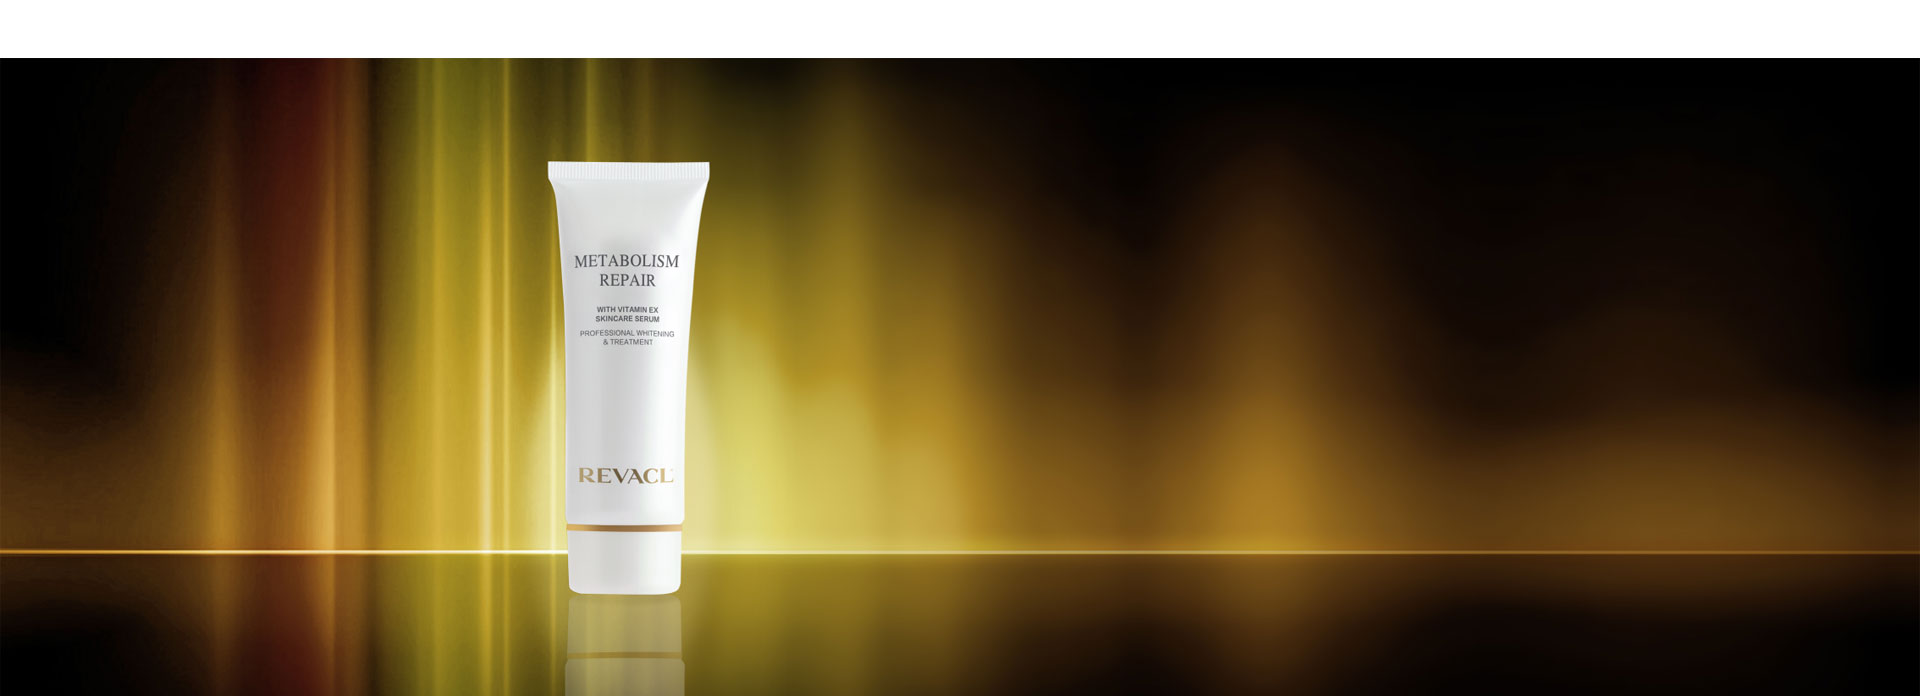 METABOLISM
REPAIR
WITH VITAMIN EX
SKINCARE SERUM
PROFESSIONAL WHITENING
& TREATMENT
REVACL